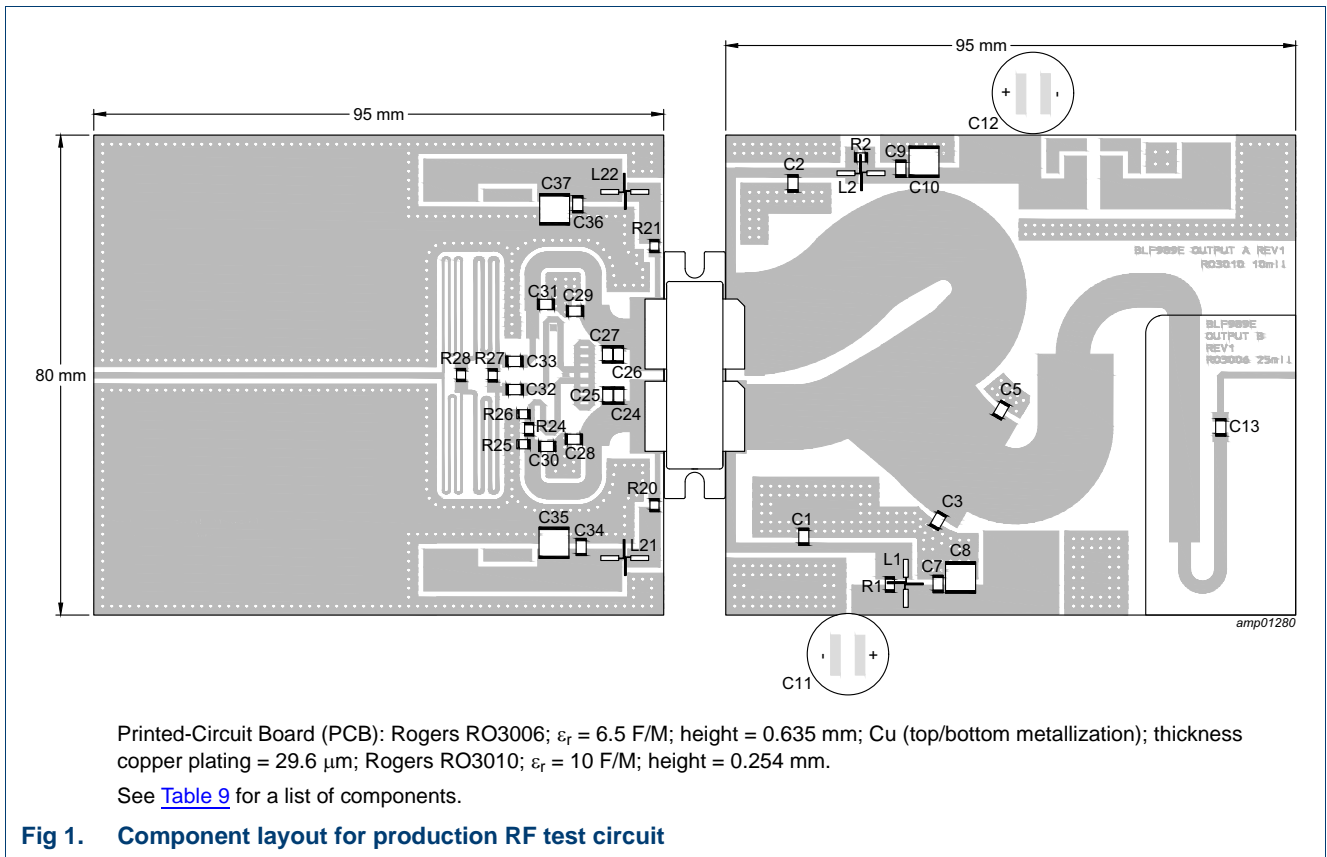 95 mm
95 mm
+
-
C12
R2
C9
C2
L2
C10
L22
C37
C36
R21
BLF989E OUTPUT A REV1
RO3010 10mil
C31
C29
C27
C26
BLF989E
OUTPUT B
REV1
RO3006 25mil
80 mm
R28
R27
C33
C32
C25
C24
C5
C13
R26
R24
R25
C30
C28
R20
C3
C35
C34
L21
C1
L1
C8
C7
R1
amp01280
-
+
C11
Printed-Circuit Board (PCB): Rogers RO3006; εr = 6.5 F/M; height = 0.635 mm; Cu (top/bottom metallization); thickness
copper plating = 29.6 μm; Rogers RO3010; εr = 10 F/M; height = 0.254 mm.
See Table 9 for a list of components.
Fig 1. Component layout for production RF test circuit